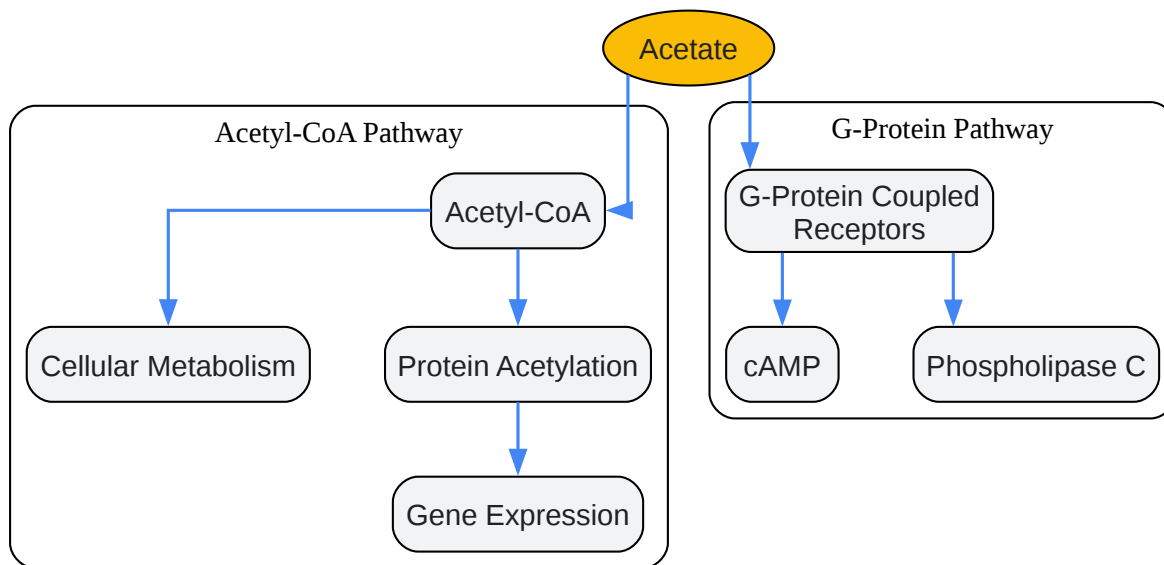 Acetate
Acetyl-CoA Pathway
G-Protein Pathway
Acetyl-CoA
G-Protein Coupled
Receptors
Cellular Metabolism
Protein Acetylation
cAMP
Phospholipase C
Gene Expression